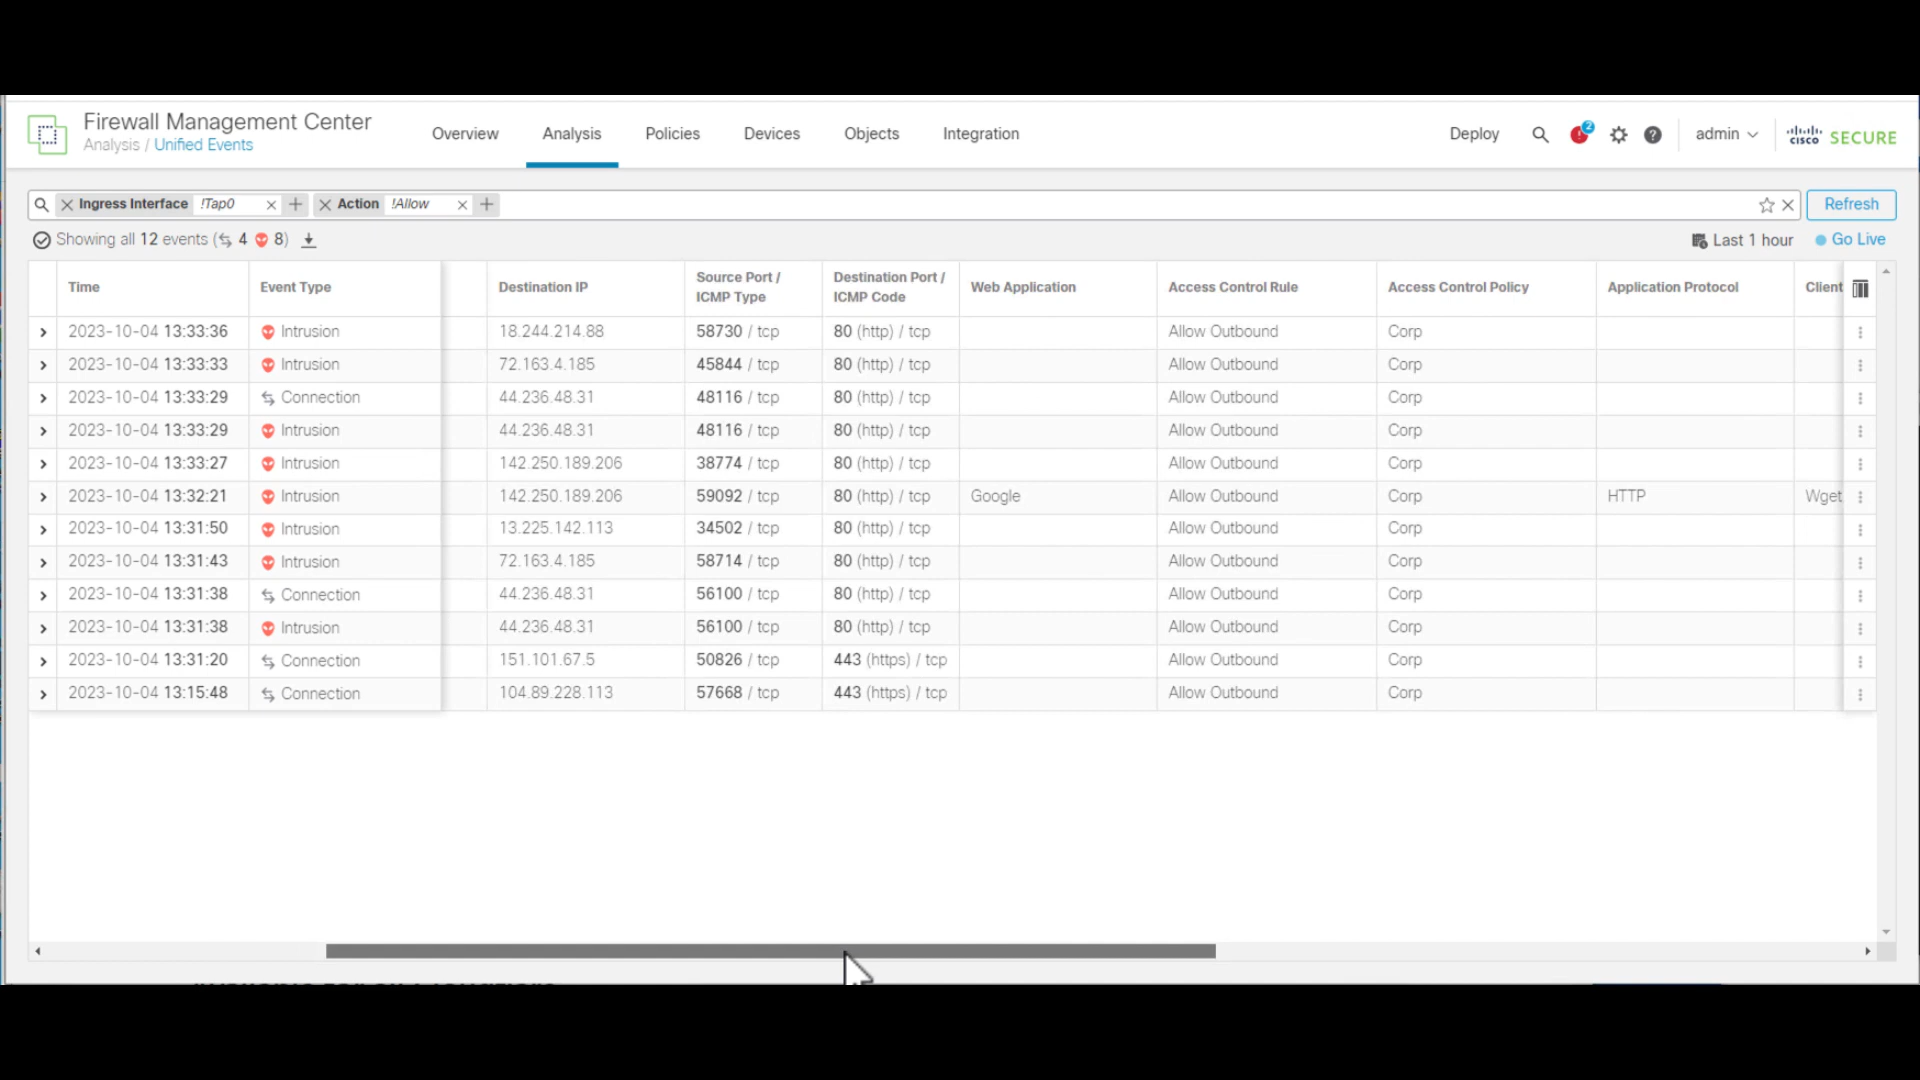 Firewall Management Center
Analysis / Unified Events
Overview Analysis Policies Devices Objects Integration
Deploy 2 admin cisco SECURE
Ingress Interface !Tap0 Action !Allow Refresh
Showing all 12 events (4 8) Last 1 hour Go Live
Time Event Type Destination IP Source Port / ICMP Type Destination Port / ICMP Code Web Application Access Control Rule Access Control Policy Application Protocol Client
2023-10-04 13:33:36 Intrusion 18.244.214.88 58730 / tcp 80 (http) / tcp Allow Outbound Corp
2023-10-04 13:33:33 Intrusion 72.163.4.185 45844 / tcp 80 (http) / tcp Allow Outbound Corp
2023-10-04 13:33:29 Connection 44.236.48.31 48116 / tcp 80 (http) / tcp Allow Outbound Corp
2023-10-04 13:33:29 Intrusion 44.236.48.31 48116 / tcp 80 (http) / tcp Allow Outbound Corp
2023-10-04 13:33:27 Intrusion 142.250.189.206 38774 / tcp 80 (http) / tcp Allow Outbound Corp
2023-10-04 13:32:21 Intrusion 142.250.189.206 59092 / tcp 80 (http) / tcp Google Allow Outbound Corp HTTP Wget
2023-10-04 13:31:50 Intrusion 13.225.142.113 34502 / tcp 80 (http) / tcp Allow Outbound Corp
2023-10-04 13:31:43 Intrusion 72.163.4.185 58714 / tcp 80 (http) / tcp Allow Outbound Corp
2023-10-04 13:31:38 Connection 44.236.48.31 56100 / tcp 80 (http) / tcp Allow Outbound Corp
2023-10-04 13:31:38 Intrusion 44.236.48.31 56100 / tcp 80 (http) / tcp Allow Outbound Corp
2023-10-04 13:31:20 Connection 151.101.67.5 50826 / tcp 443 (https) / tcp Allow Outbound Corp
2023-10-04 13:15:48 Connection 104.89.228.113 57668 / tcp 443 (https) / tcp Allow Outbound Corp